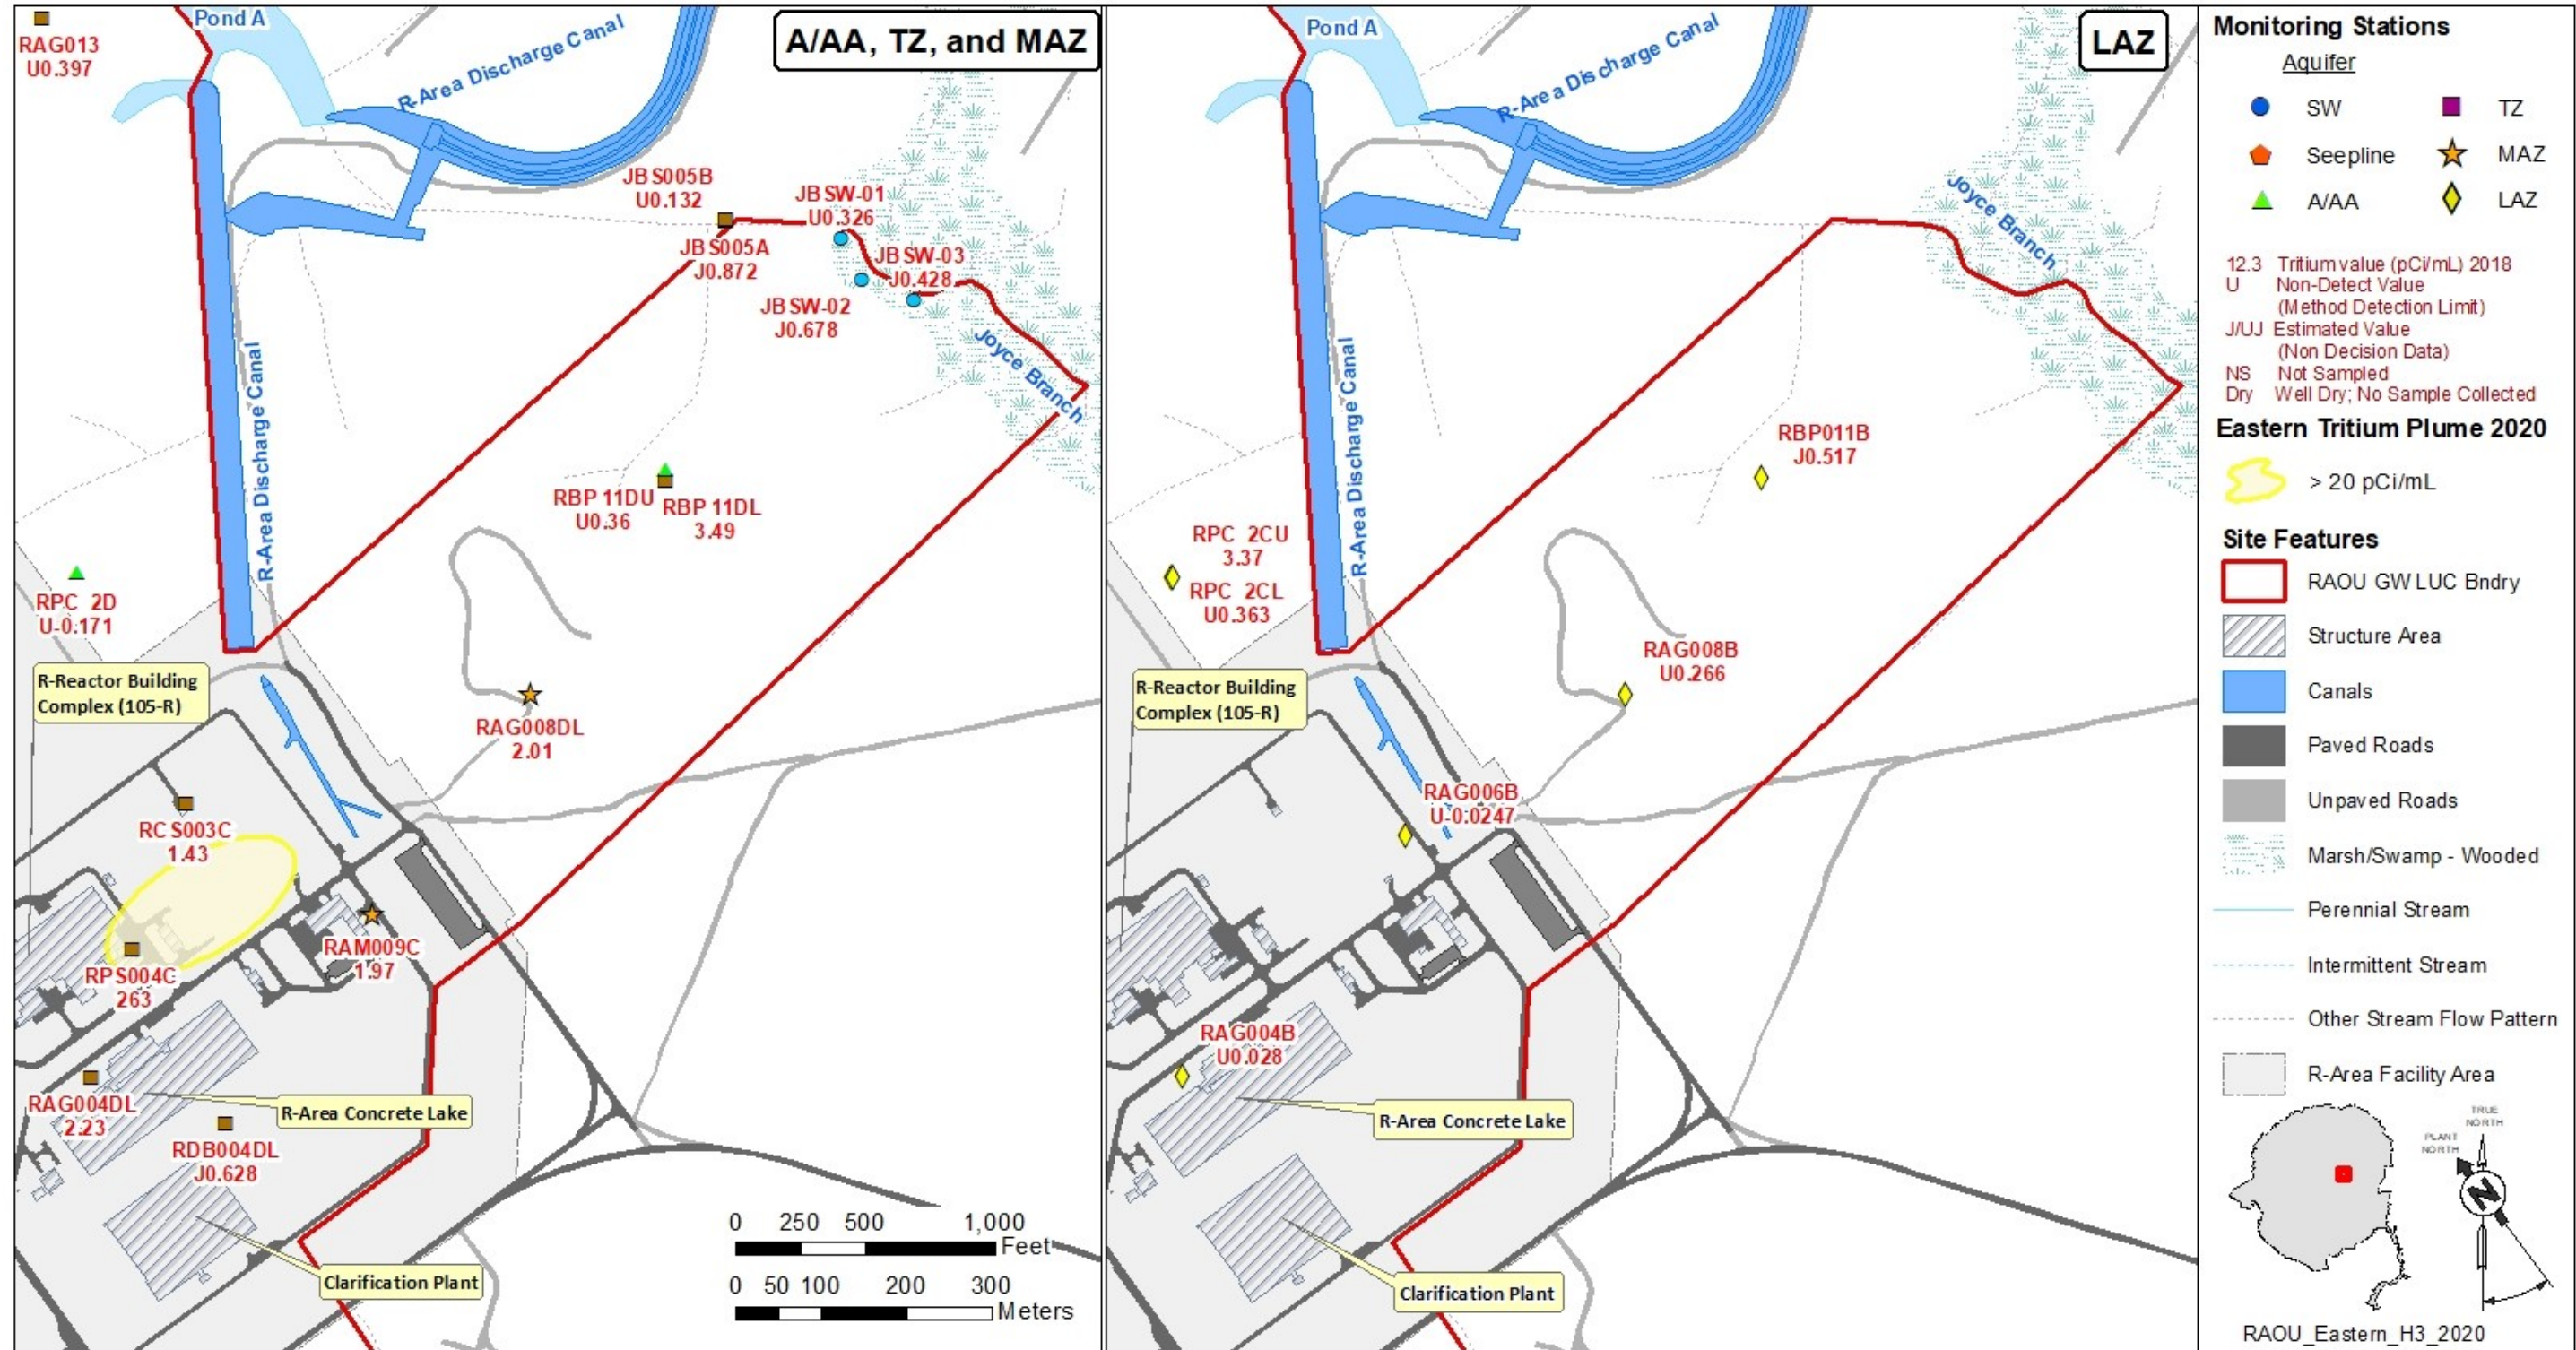 Pond A
R-Area Discharge Canal
A/AA, TZ, and MAZ
RAG013
U0.397
JBS005B
U0.132
JBSW-01
U0.326
JBS005A
J0.872
JBSW-03
J0.428
JBSW-02
J0.678
Joyce Branch
R-Area Discharge Canal
RBP 11DU
U0.36
RBP 11DL
3.49
RPC 2D
U-0.171
R-Reactor Building
Complex (105-R)
RAG008DL
2.01
RCS003C
1.43
RAM009C
1.97
RPS004C
263
RAG004DL
2.23
R-Area Concrete Lake
RDB004DL
J0.628
Clarification Plant
0 250 500 1,000
Feet
0 50 100 200 300
Meters
Pond A
R-Area Discharge Canal
LAZ
Joyce Branch
R-Area Discharge Canal
RBP011B
J0.517
RPC 2CU
3.37
RPC 2CL
U0.363
RAG008B
U0.266
R-Reactor Building
Complex (105-R)
RAG006B
U-0.0247
RAG004B
U0.028
R-Area Concrete Lake
Clarification Plant
Monitoring Stations
Aquifer
SW TZ
Seepline MAZ
A/AA LAZ
12.3 Tritium value (pCi/mL) 2018
U Non-Detect Value
(Method Detection Limit)
J/UJ Estimated Value
(Non Decision Data)
NS Not Sampled
Dry Well Dry; No Sample Collected
Eastern Tritium Plume 2020
> 20 pCi/mL
Site Features
RAOU GW LUC Bndry
Structure Area
Canals
Paved Roads
Unpaved Roads
Marsh/Swamp - Wooded
Perennial Stream
Intermittent Stream
Other Stream Flow Pattern
R-Area Facility Area
TRUE
NORTH
PLANT
NORTH
N
RAOU_Eastern_H3_2020